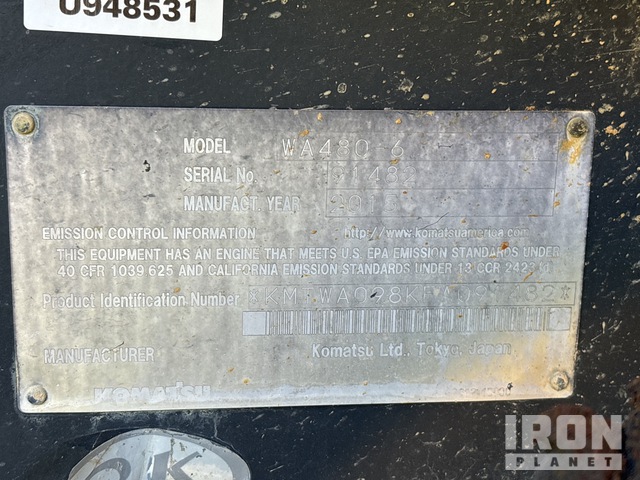 U948531
MODEL WA480-6
SERIAL No.
MANUFACT. YEAR
EMISSION CONTROL INFORMATION http://www.komatsuamerica.com
THIS EQUIPMENT HAS AN ENGINE THAT MEETS U.S. EPA EMISSION STANDARDS UNDER
40 CFR 1039.625 AND CALIFORNIA EMISSION STANDARDS UNDER 13 CCR
Product Identification Number
MANUFACTURER Komatsu Ltd., Tokyo, Japan
KOMATSU
IRON
PLANET